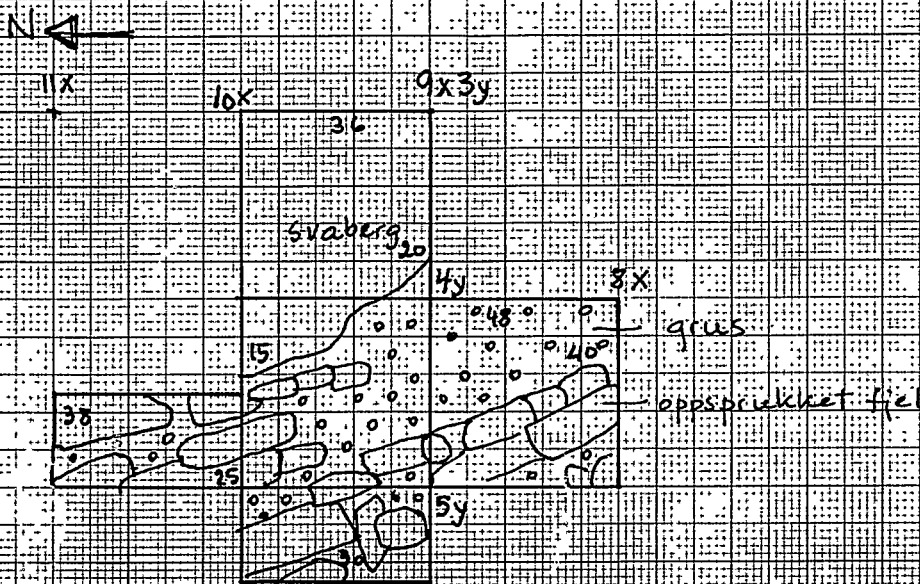 N
11x
10x
9x3y
36
svaberg
20
4y
8x
48
grus
15
40
oppsprukket fjel
38
25
5y
30